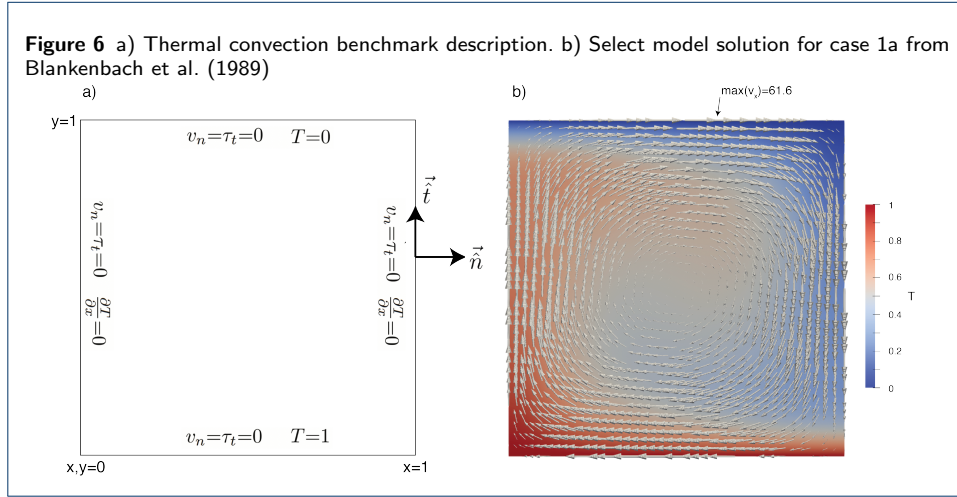 Figure 6 a) Thermal convection benchmark description. b) Select model solution for case 1a from
Blankenbach et al. (1989)
a)
y=1
v_n=τ_t=0 T=0
v_n=τ_t=0 ∂T/∂x=0
v_n=τ_t=0 ∂T/∂x=0
t̂
n̂
v_n=τ_t=0 T=1
x,y=0
x=1
b)
max(v_x)=61.6
1
0.8
0.6
0.4
0.2
0
T